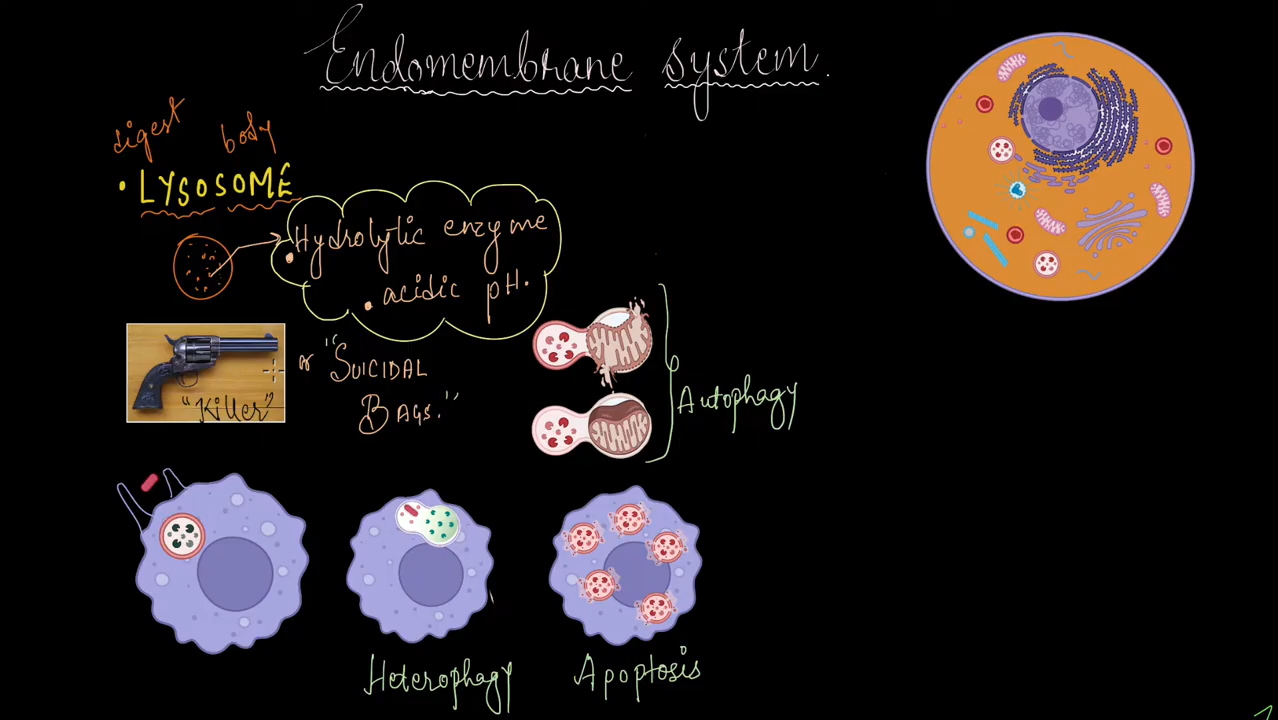 Endomembrane system.
digest body
• LYSOSOME
• Hydrolytic enzyme
• acidic pH.
"Killer"
or "SUICIDAL
BAGS."
Autophagy
Heterophagy
Apoptosis